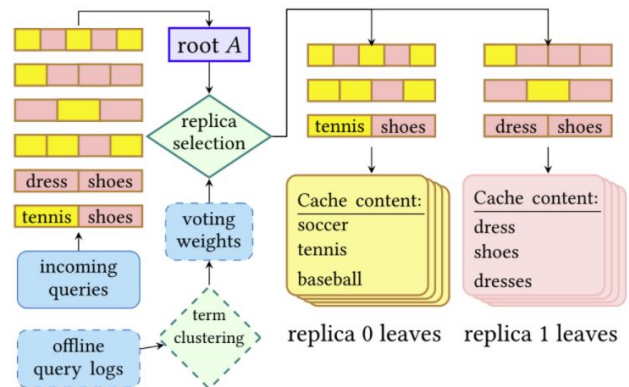 root A
replica
selection
tennis shoes
dress shoes
dress shoes
tennis shoes
voting
weights
incoming
queries
Cache content:
soccer
tennis
baseball
Cache content:
dress
shoes
dresses
term
clustering
offline
query logs
replica 0 leaves
replica 1 leaves